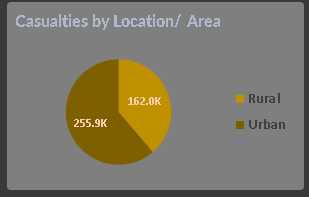 Casualties by Location/ Area
162.0K
255.9K
Rural
Urban